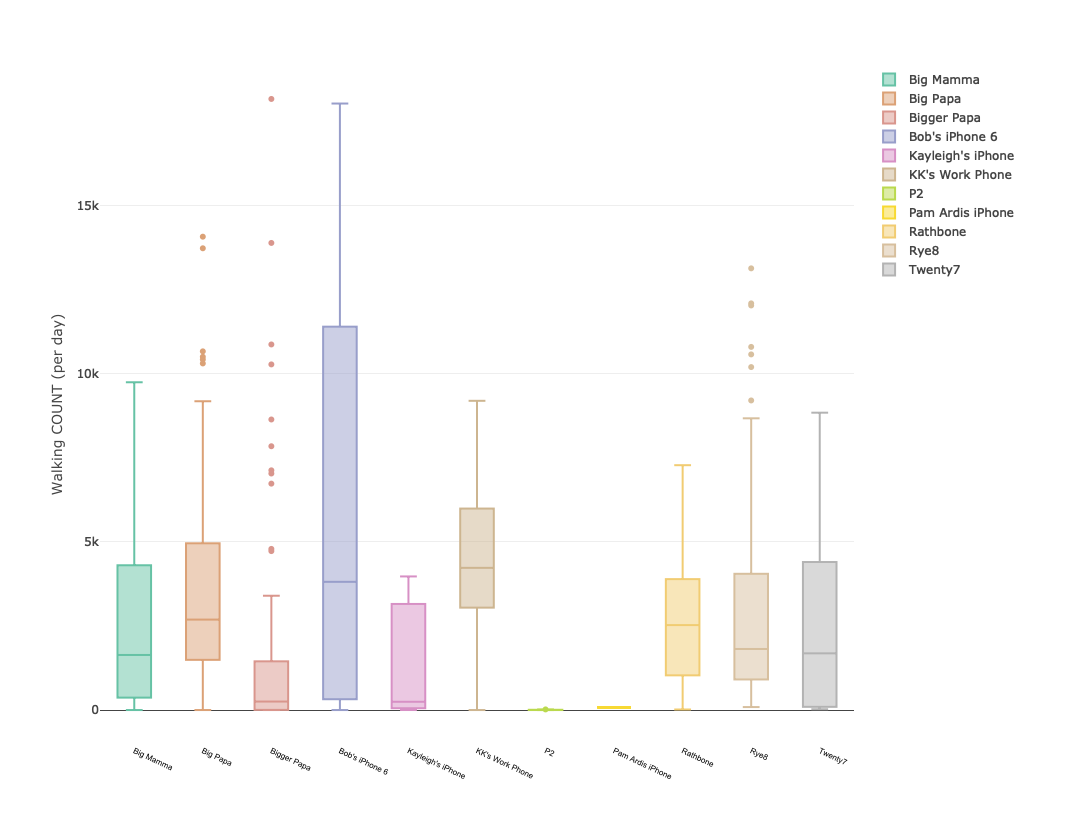 Big Mamma
Big Papa
Bigger Papa
Bob's iPhone 6
Kayleigh's iPhone
KK's Work Phone
P2
Pam Ardis iPhone
Rathbone
Rye8
Twenty7
15k
10k
5k
0
Walking COUNT (per day)
Big Mamma
Big Papa
Bigger Papa
Bob's iPhone 6
Kayleigh's iPhone
KK's Work Phone
P2
Pam Ardis iPhone
Rathbone
Rye8
Twenty7